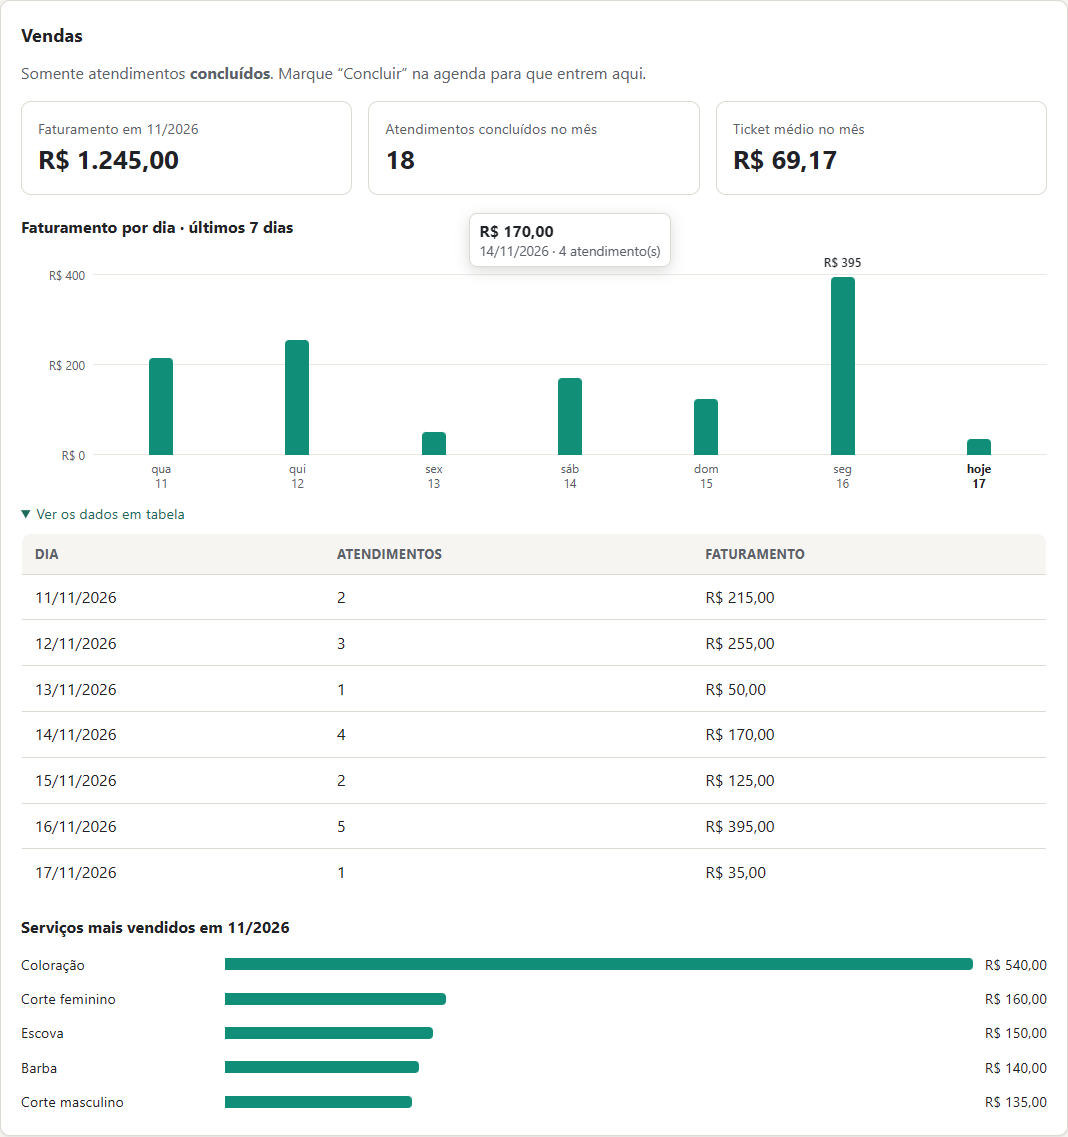 Vendas
Somente atendimentos concluídos. Marque “Concluir” na agenda para que entrem aqui.
Faturamento em 11/2026
R$ 1.245,00
Atendimentos concluídos no mês
18
Ticket médio no mês
R$ 69,17
Faturamento por dia · últimos 7 dias
R$ 170,00
14/11/2026 · 4 atendimento(s)
R$ 395
R$ 400
R$ 200
R$ 0
qua
11
qui
12
sex
13
sáb
14
dom
15
seg
16
hoje
17
▼ Ver os dados em tabela
DIA ATENDIMENTOS FATURAMENTO
11/11/2026 2 R$ 215,00
12/11/2026 3 R$ 255,00
13/11/2026 1 R$ 50,00
14/11/2026 4 R$ 170,00
15/11/2026 2 R$ 125,00
16/11/2026 5 R$ 395,00
17/11/2026 1 R$ 35,00
Serviços mais vendidos em 11/2026
Coloração R$ 540,00
Corte feminino R$ 160,00
Escova R$ 150,00
Barba R$ 140,00
Corte masculino R$ 135,00